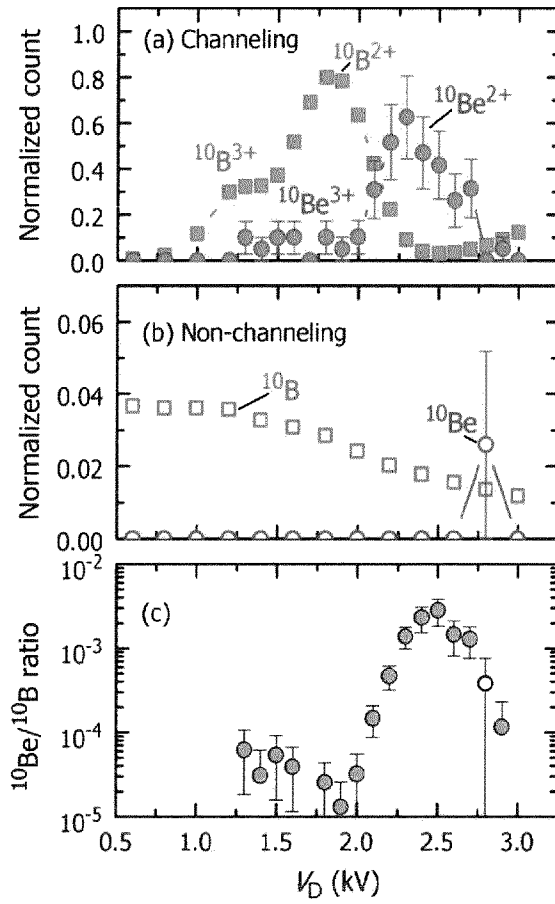 (a) Channeling
¹⁰B²⁺
¹⁰Be²⁺
¹⁰B³⁺
¹⁰Be³⁺
Normalized count
1.0
0.8
0.6
0.4
0.2
0.0
(b) Non-channeling
¹⁰B
¹⁰Be
Normalized count
0.06
0.04
0.02
0.00
(c)
¹⁰Be/¹⁰B ratio
10⁻²
10⁻³
10⁻⁴
10⁻⁵
0.5 1.0 1.5 2.0 2.5 3.0
V_D (kV)